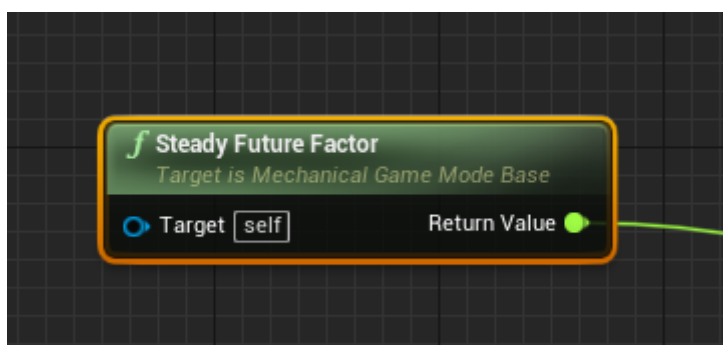 f Steady Future Factor
Target is Mechanical Game Mode Base
Target self Return Value